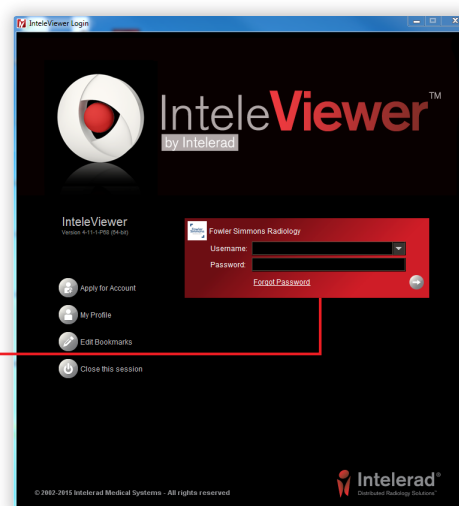 InteleViewer Login
InteleViewer™
by Intelerad
InteleViewer
Version 4-11-1-P58 (64-bit)
Fowler Simmons Radiology
Username:
Password:
Forgot Password
Apply for Account
My Profile
Edit Bookmarks
Close this session
© 2002-2015 Intelerad Medical Systems - All rights reserved
Intelerad®
Distributed Radiology Solutions™